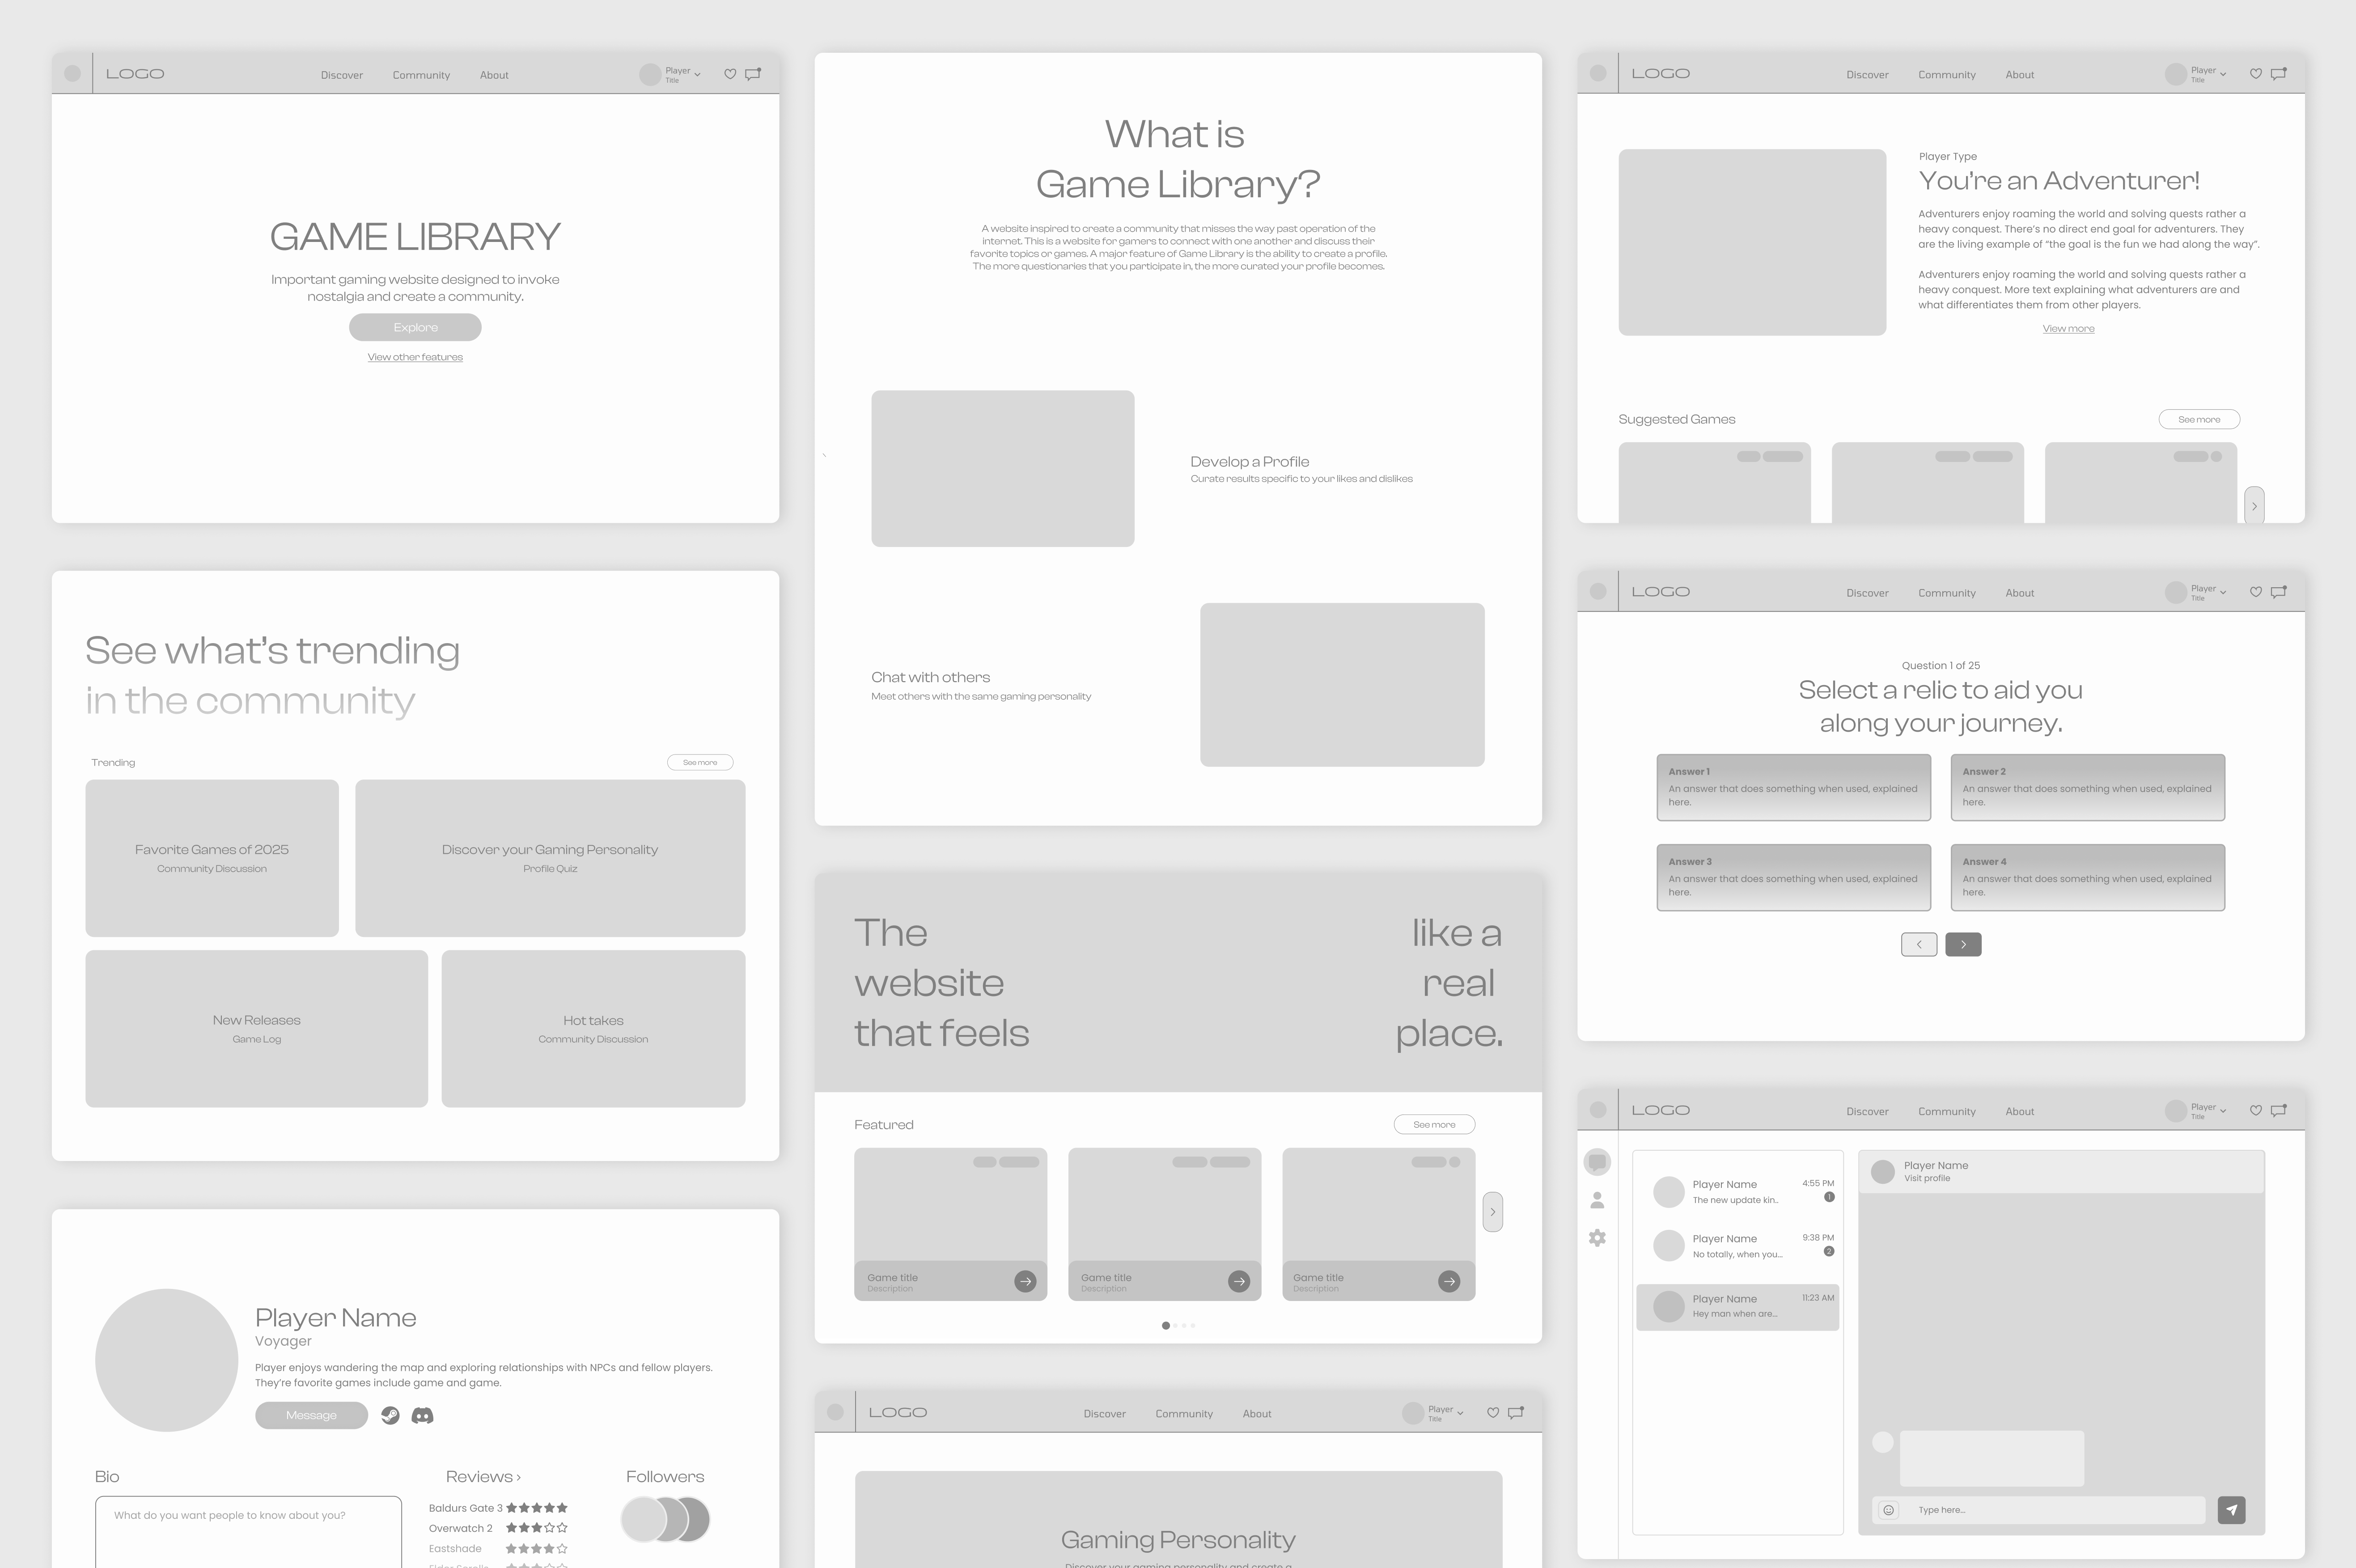 LOGO
Discover
Community
About
Player
Title
GAME LIBRARY
Important gaming website designed to invoke
nostalgia and create a community.
Explore
View other features
See what's trending
in the community
Trending
See more
Favorite Games of 2025
Community Discussion
Discover your Gaming Personality
Profile Quiz
New Releases
Game Log
Hot takes
Community Discussion
Player Name
Voyager
Player enjoys wandering the map and exploring relationships with NPCs and fellow players.
They're favorite games include game and game.
Message
Bio
What do you want people to know about you?
Reviews ›
Baldurs Gate 3
Overwatch 2
Eastshade
Elder Scrolls
Followers
What is
Game Library?
A website inspired to create a community that misses the way past operation of the
internet. This is a website for gamers to connect with one another and discuss their
favorite topics or games. A major feature of Game Library is the ability to create a profile.
The more questionaries that you participate in, the more curated your profile becomes.
Develop a Profile
Curate results specific to your likes and dislikes
Chat with others
Meet others with the same gaming personality
The
website
that feels
like a
real
place.
Featured
See more
Game title
Description
Game title
Description
Game title
Description
LOGO
Discover
Community
About
Player
Title
Gaming Personality
Discover your gaming personality and create a
LOGO
Discover
Community
About
Player
Title
Player Type
You're an Adventurer!
Adventurers enjoy roaming the world and solving quests rather a
heavy conquest. There's no direct end goal for adventurers. They
are the living example of “the goal is the fun we had along the way”.
Adventurers enjoy roaming the world and solving quests rather a
heavy conquest. More text explaining what adventurers are and
what differentiates them from other players.
View more
Suggested Games
See more
LOGO
Discover
Community
About
Player
Title
Question 1 of 25
Select a relic to aid you
along your journey.
Answer 1
An answer that does something when used, explained
here.
Answer 2
An answer that does something when used, explained
here.
Answer 3
An answer that does something when used, explained
here.
Answer 4
An answer that does something when used, explained
here.
LOGO
Discover
Community
About
Player
Title
Player Name
4:55 PM
The new update kin..
1
Player Name
9:38 PM
No totally, when you...
2
Player Name
11:23 AM
Hey man when are...
Player Name
Visit profile
Type here...